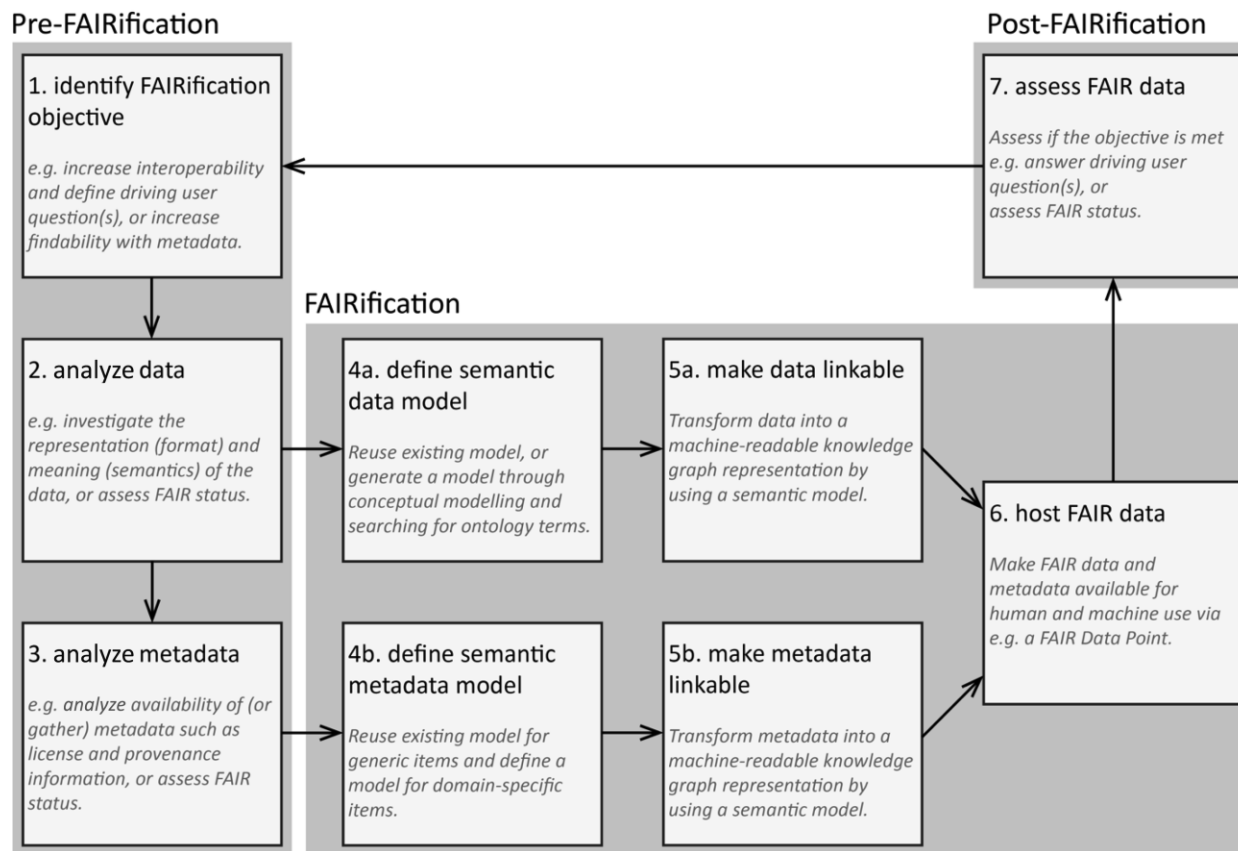 Pre-FAIRification
1. identify FAIRification
objective
e.g. increase interoperability
and define driving user
question(s), or increase
findability with metadata.
2. analyze data
e.g. investigate the
representation (format) and
meaning (semantics) of the
data, or assess FAIR status.
3. analyze metadata
e.g. analyze availability of (or
gather) metadata such as
license and provenance
information, or assess FAIR
status.
FAIRification
4a. define semantic
data model
Reuse existing model, or
generate a model through
conceptual modelling and
searching for ontology terms.
5a. make data linkable
Transform data into a
machine-readable knowledge
graph representation by
using a semantic model.
4b. define semantic
metadata model
Reuse existing model for
generic items and define a
model for domain-specific
items.
5b. make metadata
linkable
Transform metadata into a
machine-readable knowledge
graph representation by
using a semantic model.
6. host FAIR data
Make FAIR data and
metadata available for
human and machine use via
e.g. a FAIR Data Point.
Post-FAIRification
7. assess FAIR data
Assess if the objective is met
e.g. answer driving user
question(s), or
assess FAIR status.